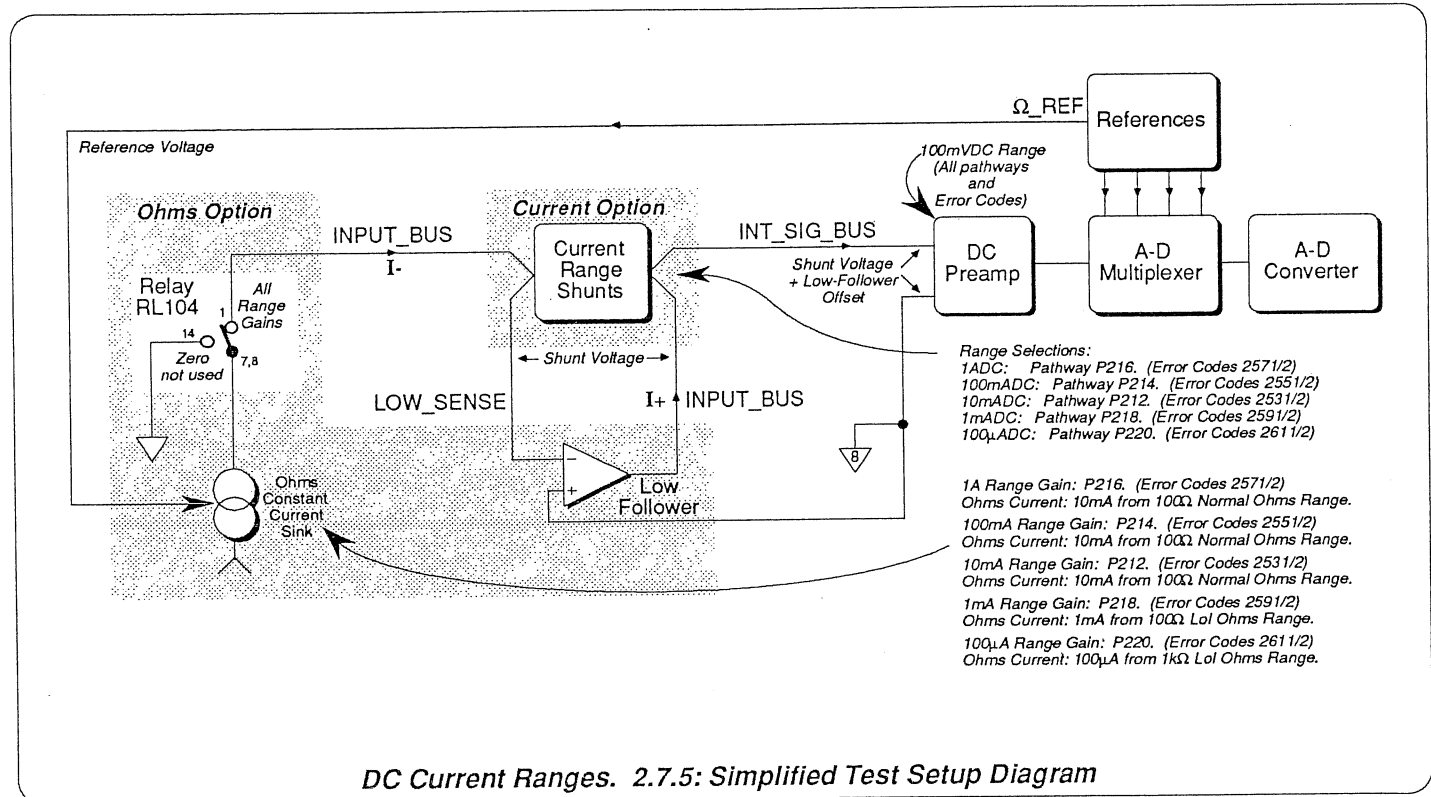 Ω_REF
References
Reference Voltage
100mVDC Range
(All pathways
and
Error Codes)
Ohms Option
Current Option
INPUT_BUS
I-
Current
Range
Shunts
INT_SIG_BUS
DC
Preamp
A-D
Multiplexer
A-D
Converter
Shunt Voltage
+ Low-Follower
Offset
Relay
RL104
All
Range
Gains
1
14
7,8
Zero
not used
Shunt Voltage
LOW_SENSE
I+
INPUT_BUS
8
Low
Follower
Ohms
Constant
Current
Sink
Range Selections:
1ADC: Pathway P216. (Error Codes 2571/2)
100mADC: Pathway P214. (Error Codes 2551/2)
10mADC: Pathway P212. (Error Codes 2531/2)
1mADC: Pathway P218. (Error Codes 2591/2)
100µADC: Pathway P220. (Error Codes 2611/2)
1A Range Gain: P216. (Error Codes 2571/2)
Ohms Current: 10mA from 100Ω Normal Ohms Range.
100mA Range Gain: P214. (Error Codes 2551/2)
Ohms Current: 10mA from 100Ω Normal Ohms Range.
10mA Range Gain: P212. (Error Codes 2531/2)
Ohms Current: 10mA from 100Ω Normal Ohms Range.
1mA Range Gain: P218. (Error Codes 2591/2)
Ohms Current: 1mA from 100Ω LoI Ohms Range.
100µA Range Gain: P220. (Error Codes 2611/2)
Ohms Current: 100µA from 1kΩ LoI Ohms Range.
DC Current Ranges. 2.7.5: Simplified Test Setup Diagram